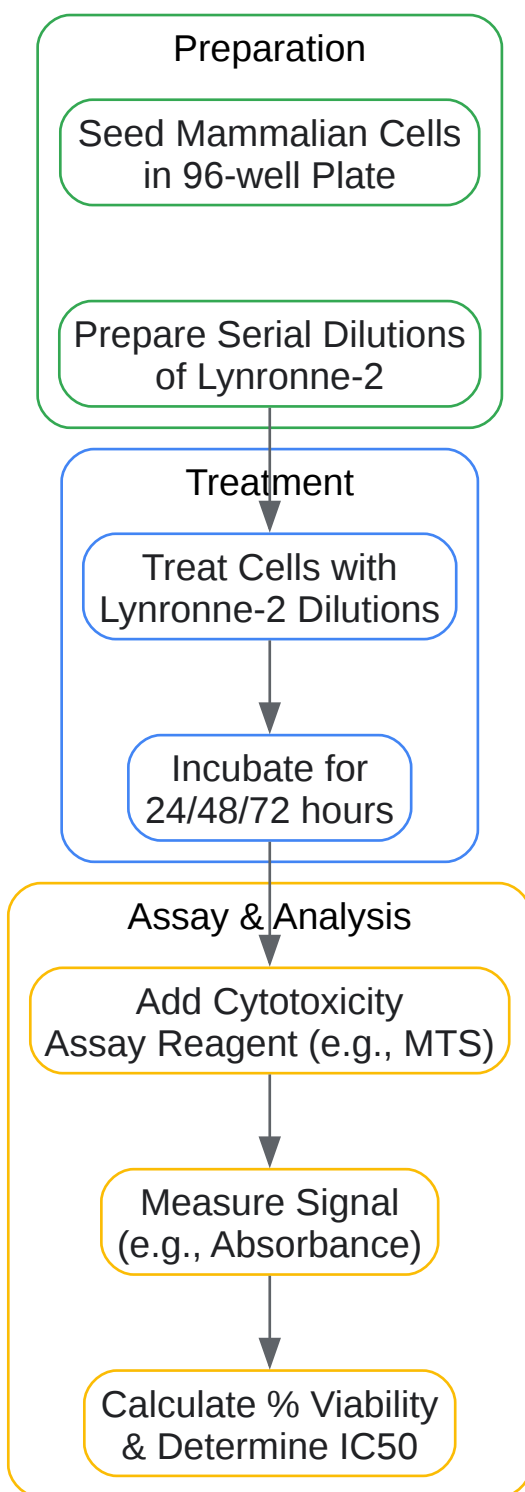 Preparation
Seed Mammalian Cells
in 96-well Plate
Prepare Serial Dilutions
of Lynronne-2
Treatment
Treat Cells with
Lynronne-2 Dilutions
Incubate for
24/48/72 hours
Assay & Analysis
Add Cytotoxicity
Assay Reagent (e.g., MTS)
Measure Signal
(e.g., Absorbance)
Calculate % Viability
& Determine IC50